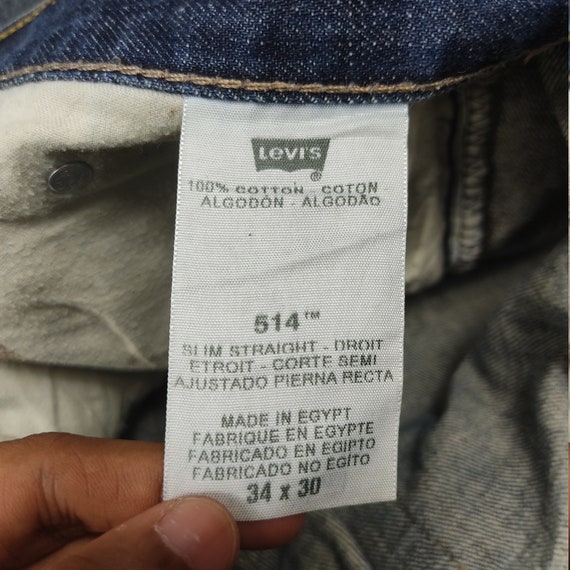 LEVI'S
®
100% COTTON - COTON
ALGODÓN - ALGODÃO
514™
SLIM STRAIGHT - DROIT
ETROIT - CORTE SEMI
AJUSTADO PIERNA RECTA
MADE IN EGYPT
FABRIQUE EN EGYPTE
FABRICADO EN EGIPTO
FABRICADO NO EGITO
34 x 30